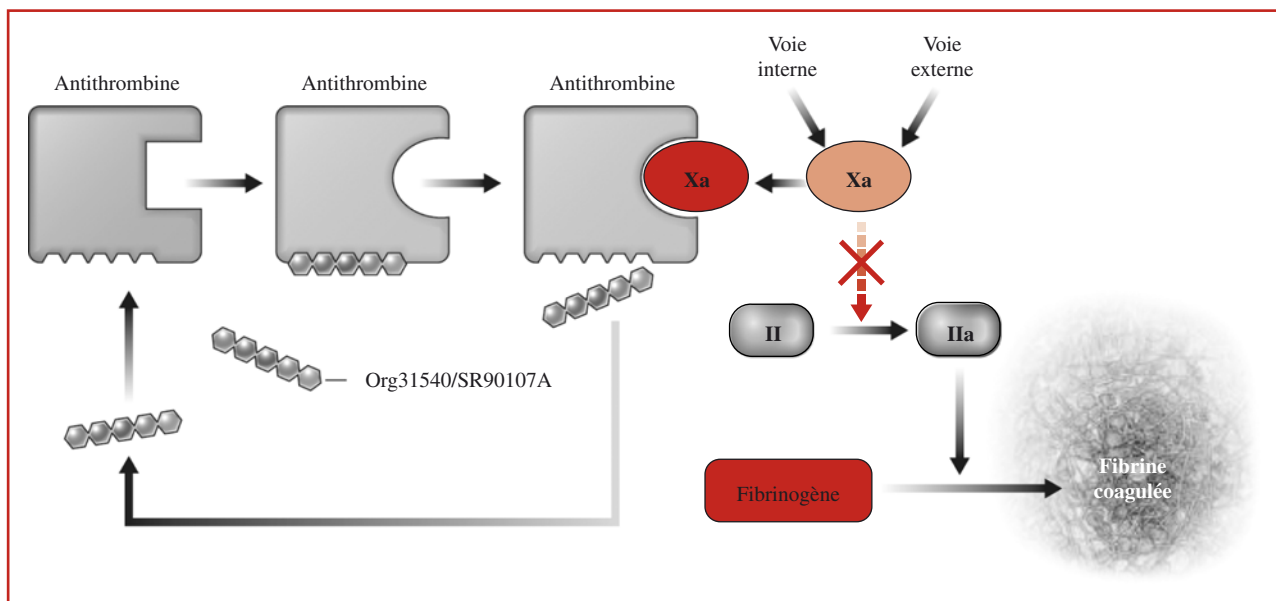 Antithrombine
Antithrombine
Antithrombine
Voie
interne
Voie
externe
Xa
Xa
II
IIa
Org31540/SR90107A
Fibrinogène
Fibrine
coagulée